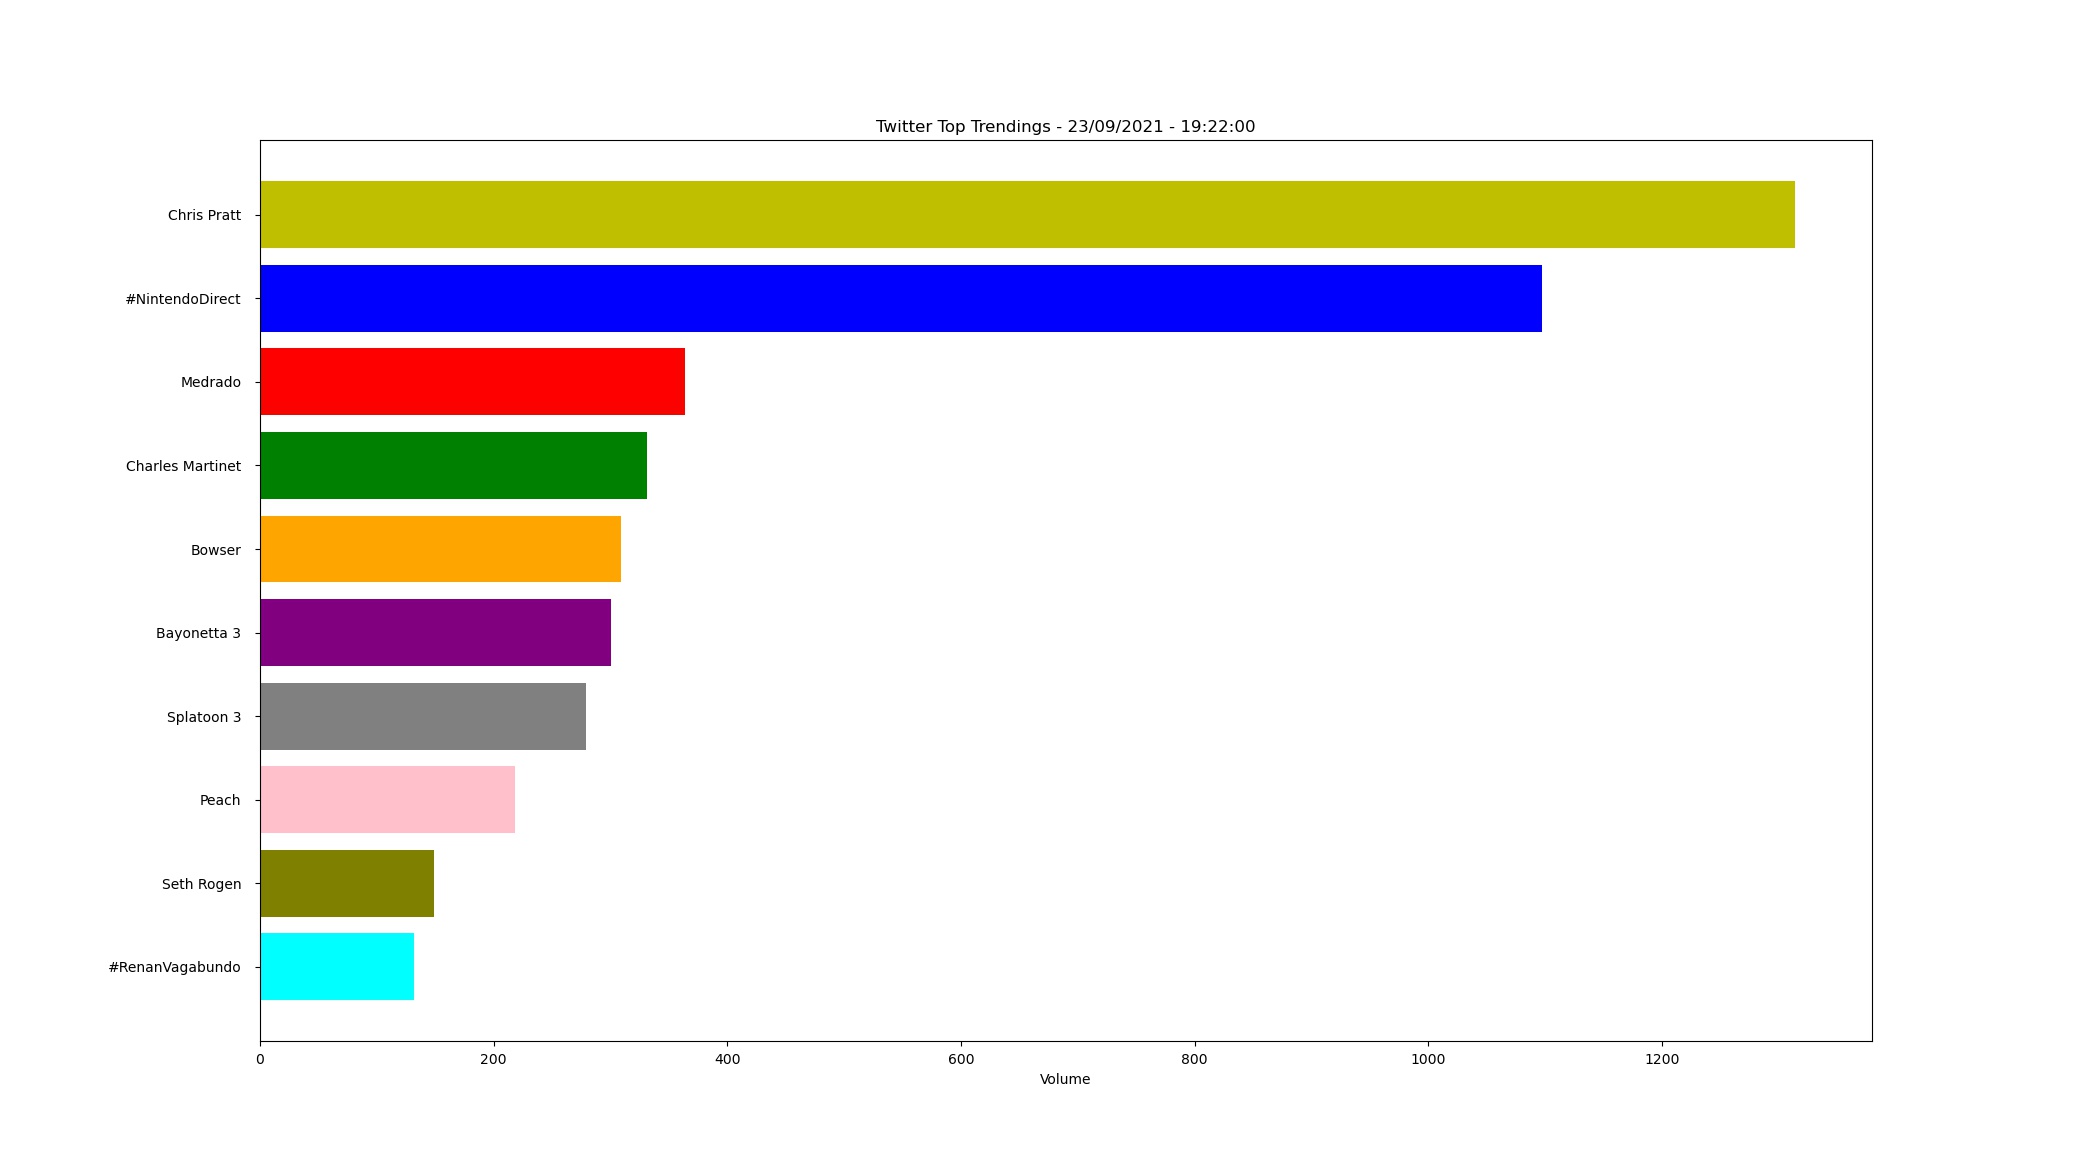 Twitter Top Trendings - 23/09/2021 - 19:22:00
Chris Pratt
#NintendoDirect
Medrado
Charles Martinet
Bowser
Bayonetta 3
Splatoon 3
Peach
Seth Rogen
#RenanVagabundo
0 200 400 600 800 1000 1200
Volume